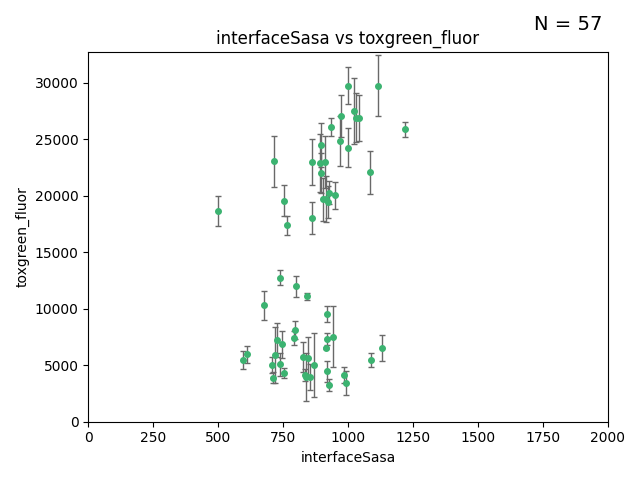 N = 57
interfaceSasa vs toxgreen_fluor
toxgreen_fluor
30000
25000
20000
15000
10000
5000
0
0 250 500 750 1000 1250 1500 1750 2000
interfaceSasa